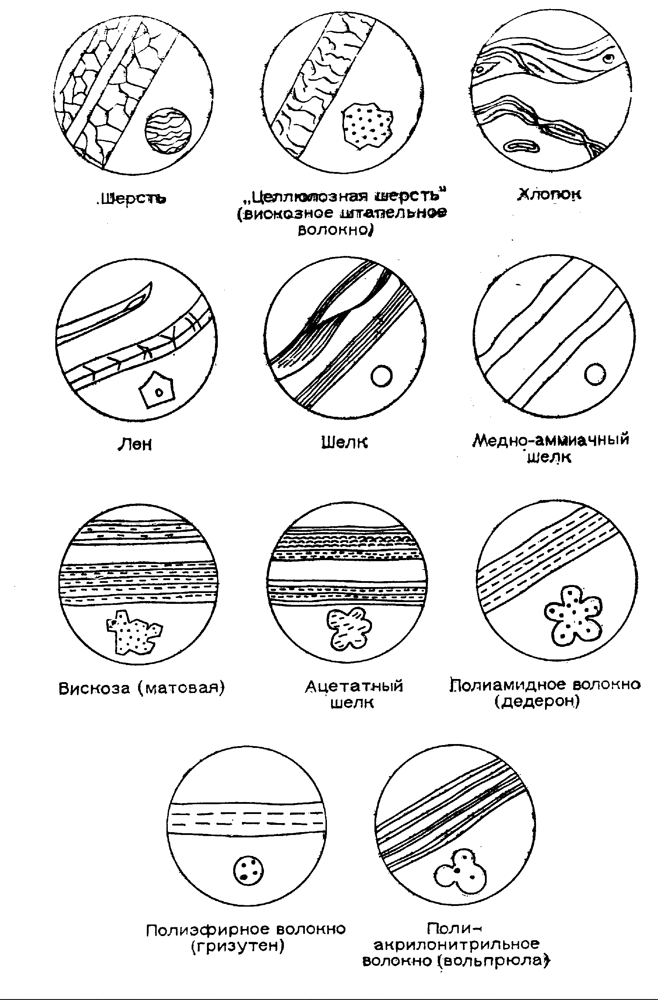 Шерсть
„Целлюлозная шерсть“
(вискозное штапельное
волокно)
Хлопок
Лен
Шелк
Медно-аммиачный
шелк
Вискоза (матовая)
Ацетатный
шелк
Полиамидное волокно
(дедерон)
Полиэфирное волокно
(гризутен)
Поли-
акрилонитрильное
волокно (вольпрюла)